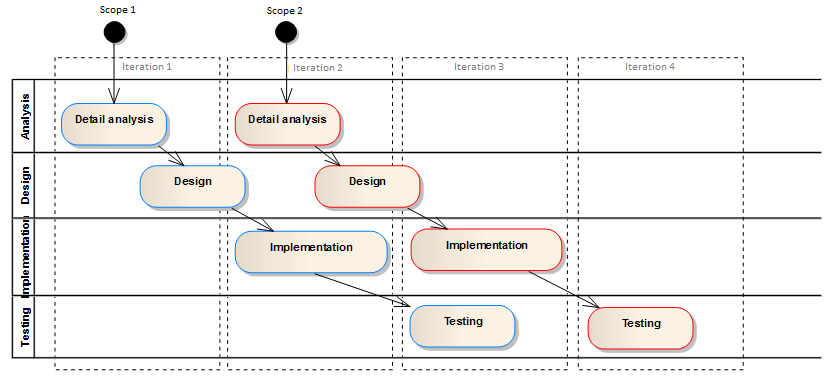 Scope 1
Scope 2
Iteration 1
Iteration 2
Iteration 3
Iteration 4
Analysis
Detail analysis
Detail analysis
Design
Design
Design
Implementation
Implementation
Implementation
Testing
Testing
Testing